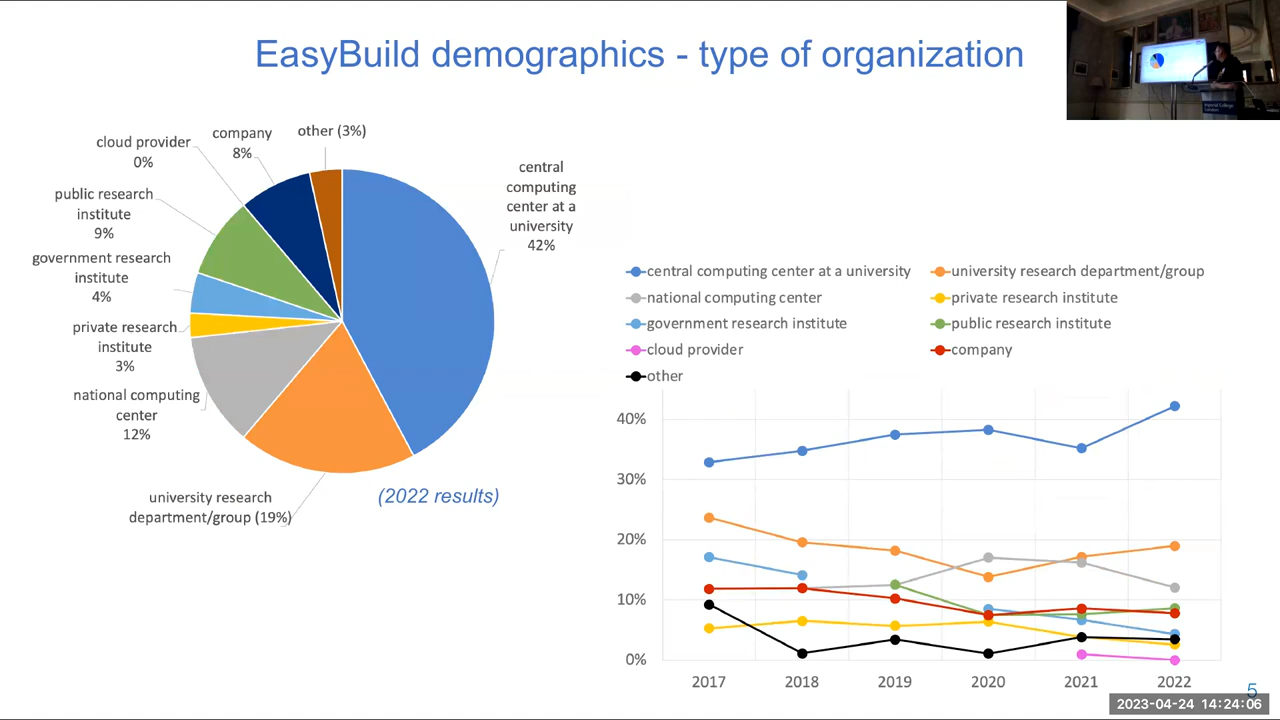 EasyBuild demographics - type of organization
cloud provider
0%
company
8%
other (3%)
central
computing
center at a
university
42%
public research
institute
9%
government research
institute
4%
private research
institute
3%
national computing
center
12%
university research
department/group (19%)
(2022 results)
central computing center at a university
university research department/group
national computing center
private research institute
government research institute
public research institute
cloud provider
company
other
40%
30%
20%
10%
0%
2017
2018
2019
2020
2021
2022
5
2023-04-24 14:24:06
Imperial College
London